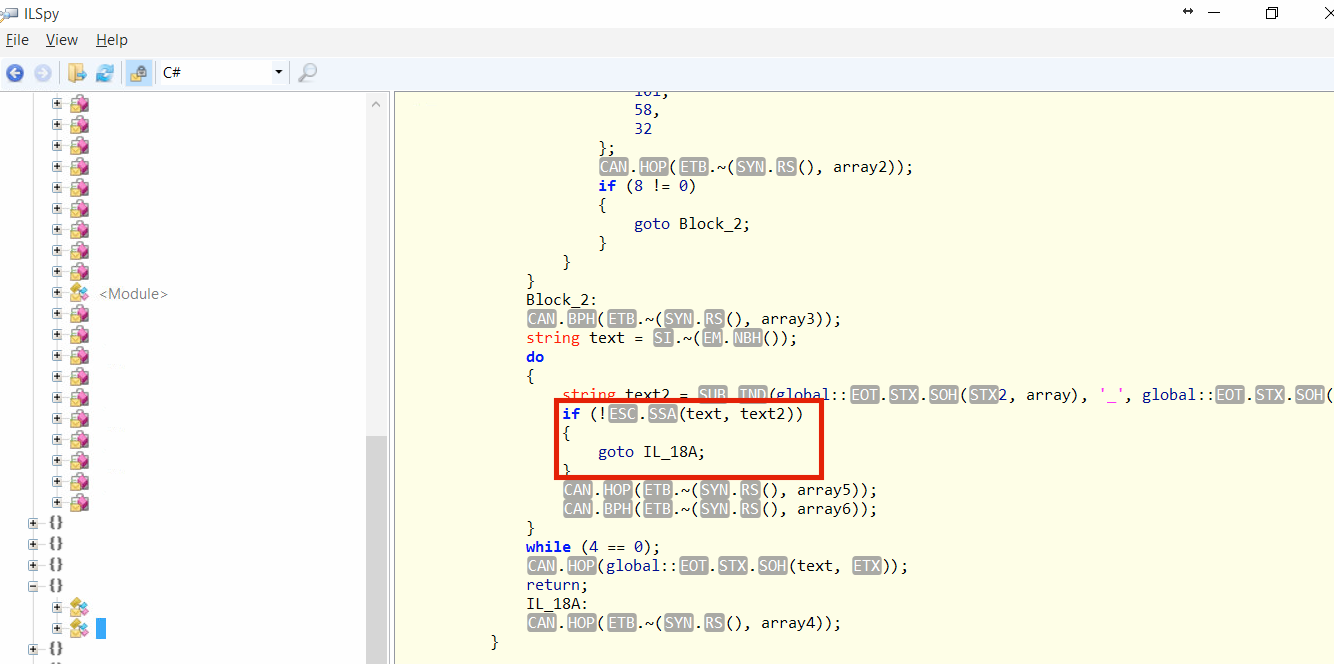 ILSpy
File View Help
C#
<Module>
101,
58,
32
};
CAN.HOP(ETB.~(SYN.RS(), array2));
if (8 != 0)
{
goto Block_2;
}
}
}
Block_2:
CAN.BPH(ETB.~(SYN.RS(), array3));
string text = SI.~(EM.NBH());
do
{
string text2 = SUB.IND(global::EOT.STX.SOH(STX2, array), '_', global::EOT.STX.SOH(
if (!ESC.SSA(text, text2))
{
goto IL_18A;
}
CAN.HOP(ETB.~(SYN.RS(), array5));
CAN.BPH(ETB.~(SYN.RS(), array6));
}
while (4 == 0);
CAN.HOP(global::EOT.STX.SOH(text, ETX));
return;
IL_18A:
CAN.HOP(ETB.~(SYN.RS(), array4));
}